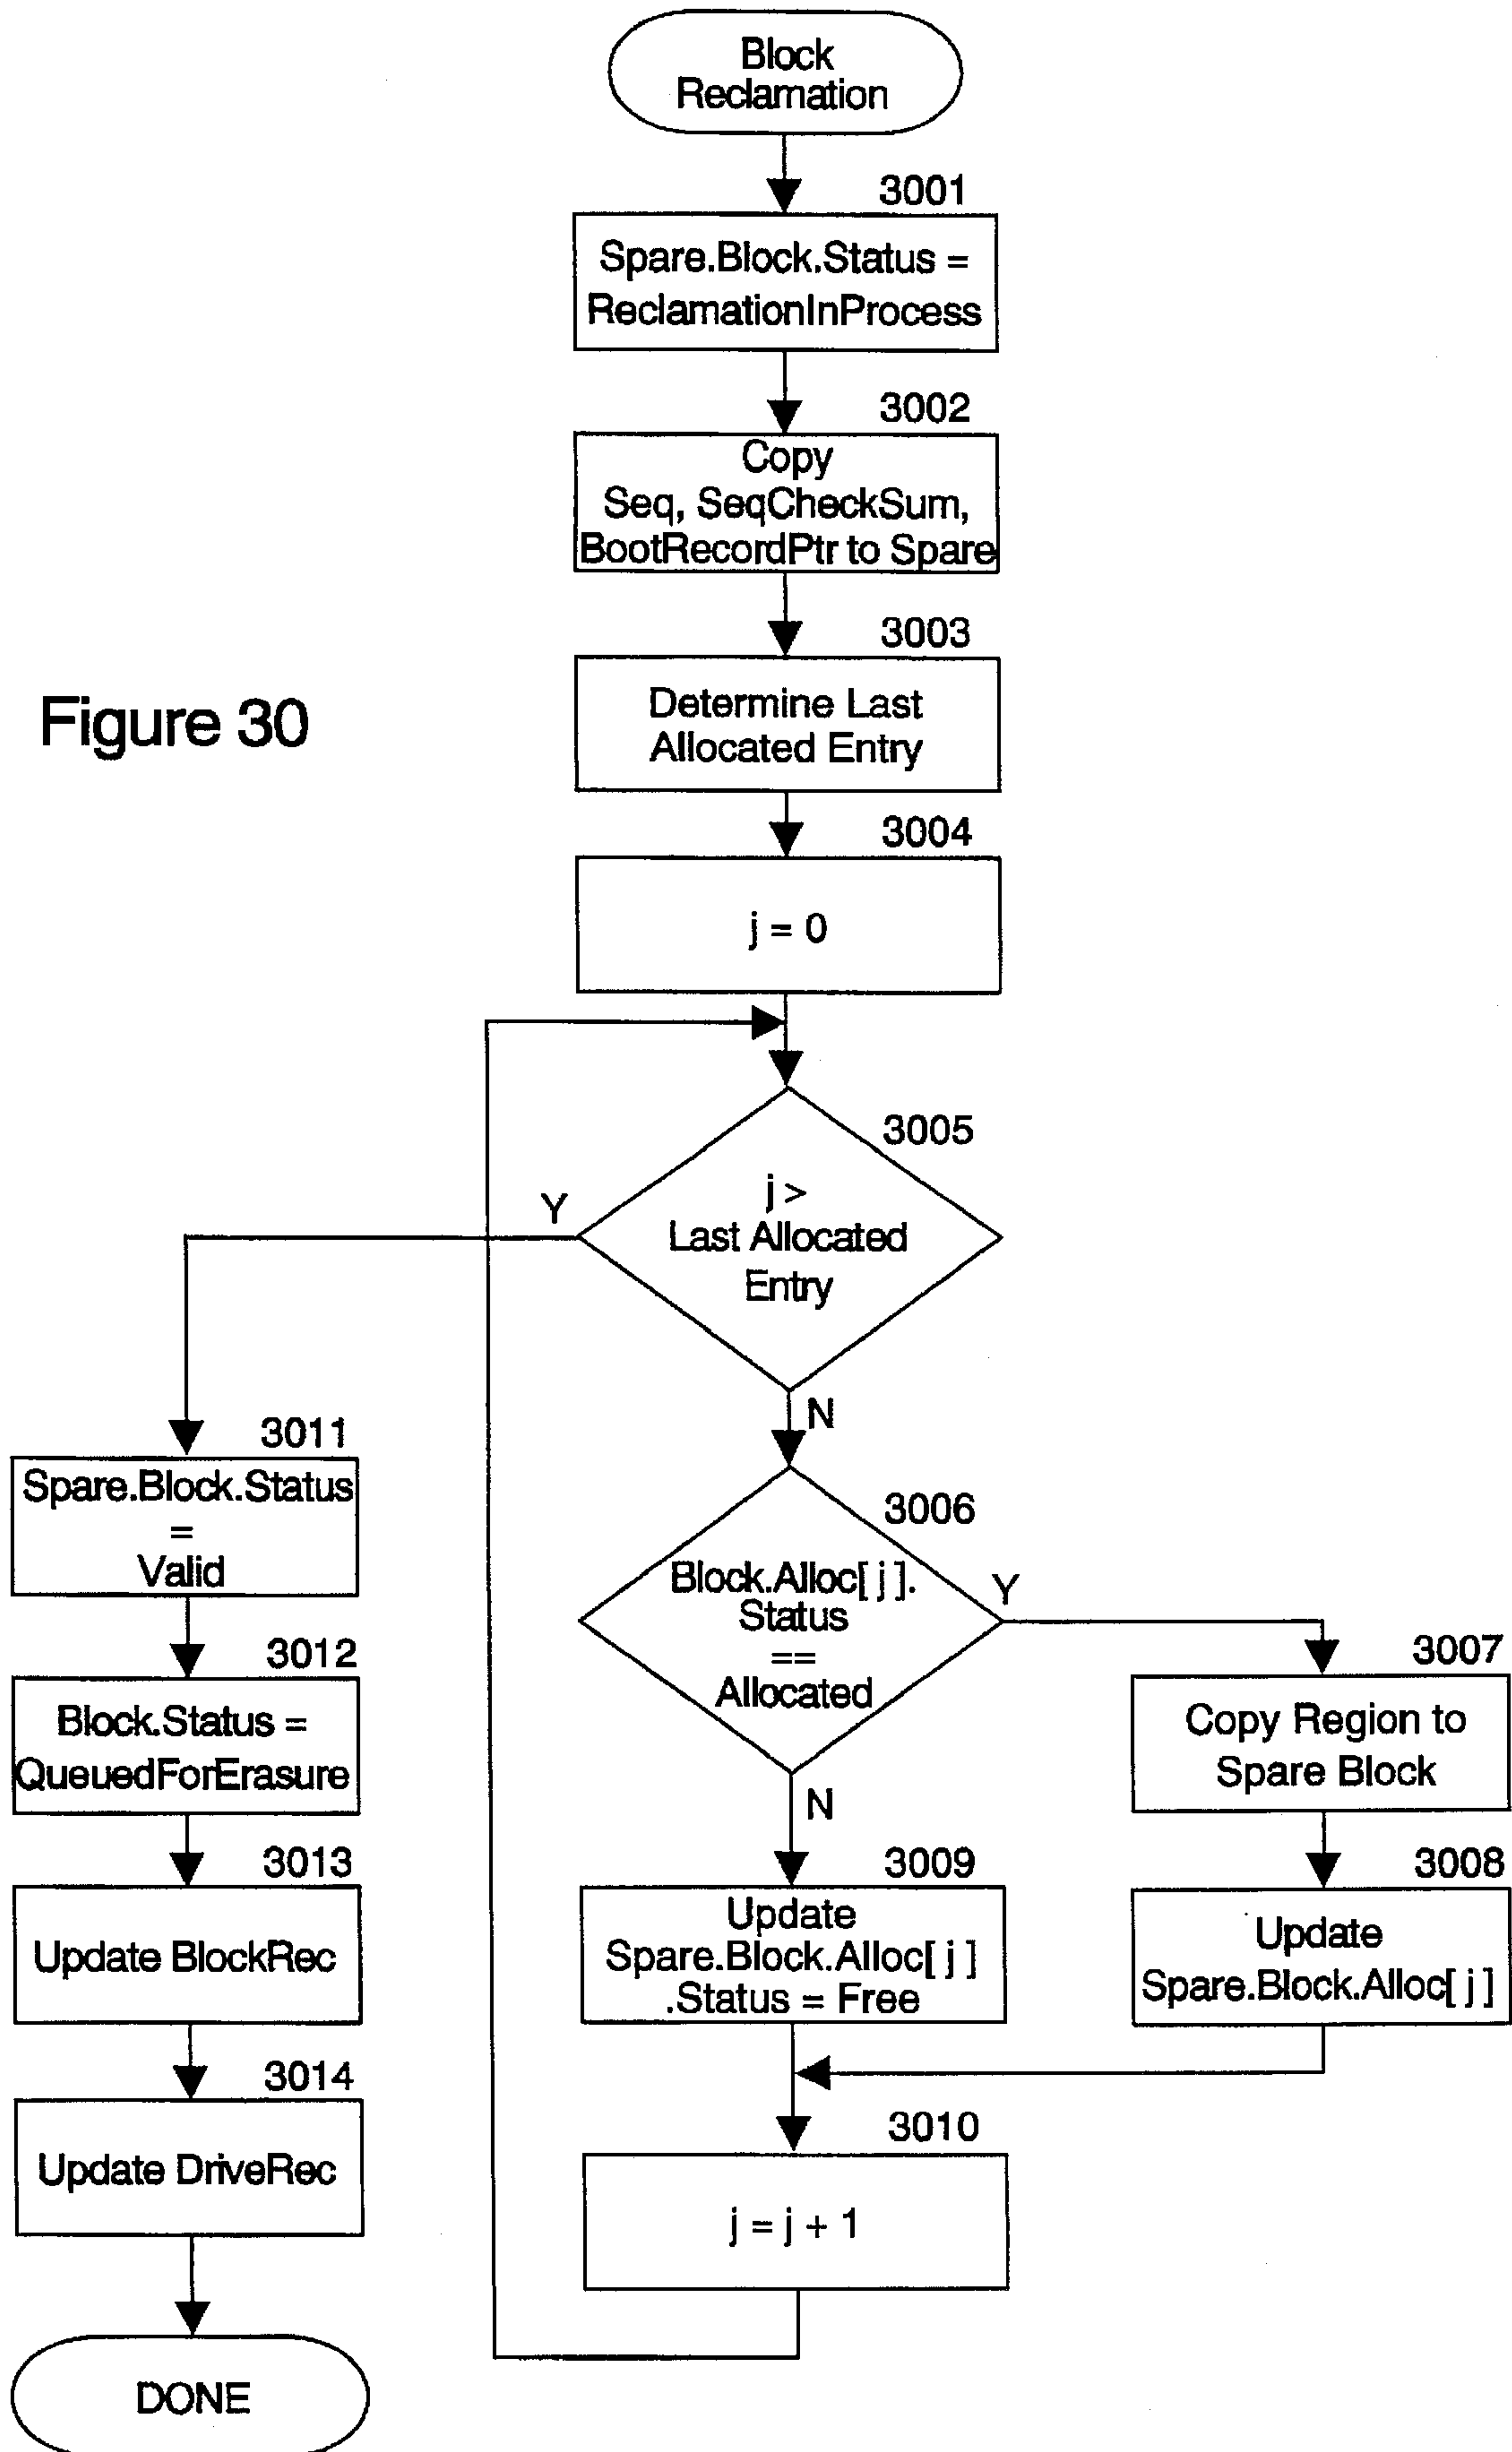 Block
Reclamation
3001
Spare.Block.Status =
ReclamationInProcess
3002
Copy
Seq, SeqCheckSum,
BootRecordPtr to Spare
3003
Determine Last
Allocated Entry
Figure 30
3004
j = 0
3005
j >
Last Allocated
Entry
Y
N
3006
Block.Alloc[ j ].
Status
==
Allocated
Y
N
3007
Copy Region to
Spare Block
3008
Update
Spare.Block.Alloc[ j ]
3009
Update
Spare.Block.Alloc[ j ]
.Status = Free
3010
j = j + 1
3011
Spare.Block.Status
=
Valid
3012
Block.Status =
QueuedForErasure
3013
Update BlockRec
3014
Update DriveRec
DONE